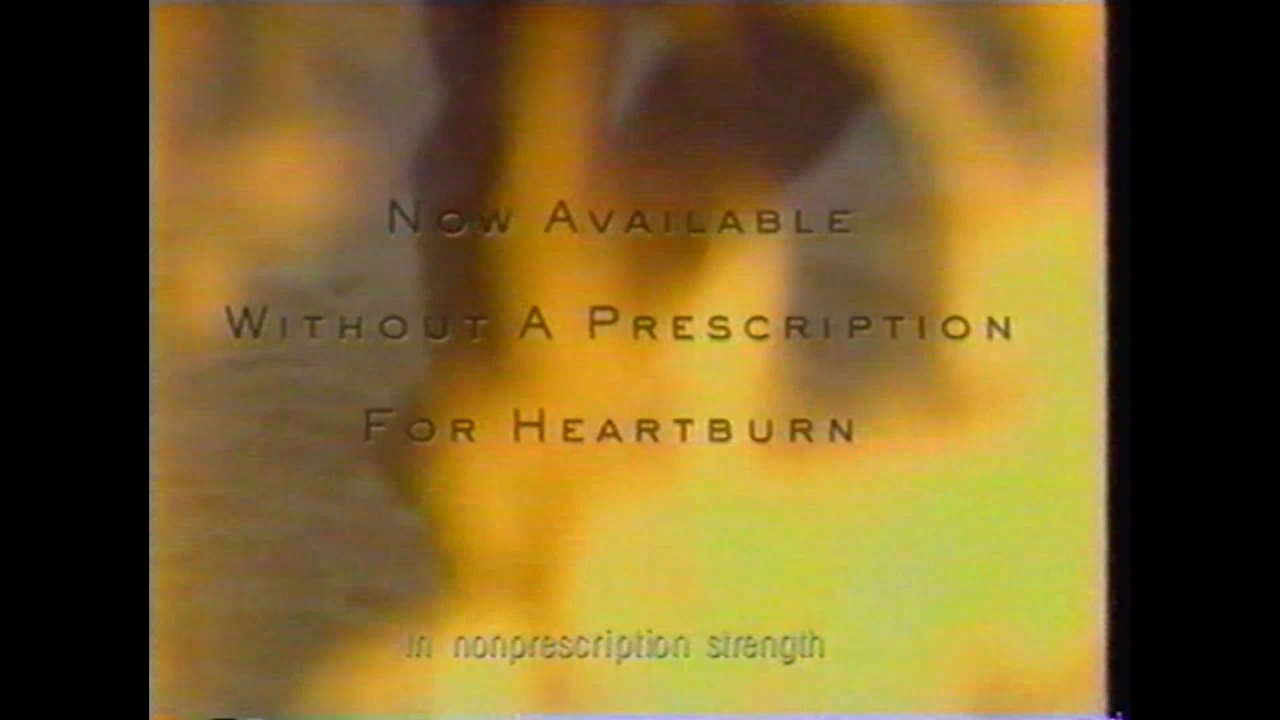 Now Available
Without A Prescription
For Heartburn
In nonprescription strength